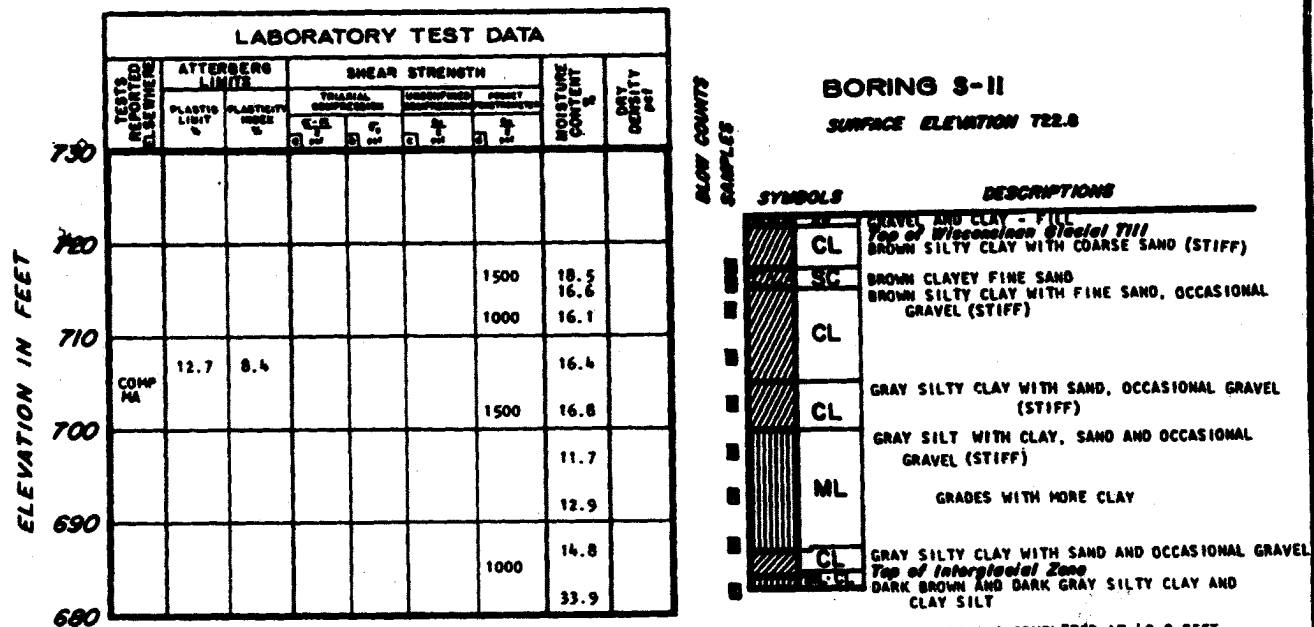 LABORATORY TEST DATA
TESTS REPORTED ELSEWHERE
ATTERBERG LIMITS
PLASTIC LIMIT %
PLASTICITY INDEX %
SHEAR STRENGTH
TRIAXIAL COMPRESSION
UNCONFINED COMPRESSION
POCKET PENETROMETER
MOISTURE CONTENT
DRY DENSITY pcf
ELEVATION IN FEET
730
720
1500 18.5
16.6
1000 16.1
710
12.7 8.4 16.4
COMP
MA
1500 16.8
700
11.7
12.9
690
14.8
1000
33.9
680
BORING S-11
SURFACE ELEVATION 722.8
BLOW COUNTS
SAMPLES
SYMBOLS
DESCRIPTIONS
GRAVEL AND CLAY - FILL
Top of Wisconsinan Glacial Till
CL BROWN SILTY CLAY WITH COARSE SAND (STIFF)
SC BROWN CLAYEY FINE SAND
BROWN SILTY CLAY WITH FINE SAND, OCCASIONAL
GRAVEL (STIFF)
CL
GRAY SILTY CLAY WITH SAND, OCCASIONAL GRAVEL
CL (STIFF)
GRAY SILT WITH CLAY, SAND AND OCCASIONAL
GRAVEL (STIFF)
ML GRADES WITH MORE CLAY
CL GRAY SILTY CLAY WITH SAND AND OCCASIONAL GRAVEL
Top of Interglacial Zone
DARK BROWN AND DARK GRAY SILTY CLAY AND
CLAY SILT